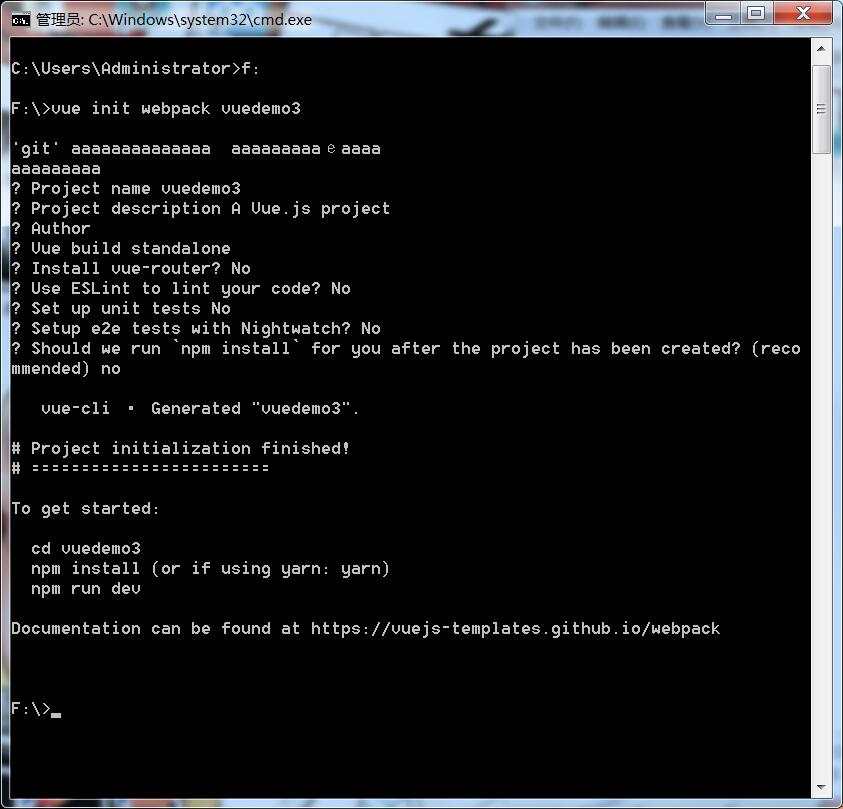 管理员: C:\Windows\system32\cmd.exe
C:\Users\Administrator>f:
F:\>vue init webpack vuedemo3
'git' aaaaaaaaaaaaaa  aaaaaaaaa e aaaa
aaaaaaaaa
? Project name vuedemo3
? Project description A Vue.js project
? Author
? Vue build standalone
? Install vue-router? No
? Use ESLint to lint your code? No
? Set up unit tests No
? Setup e2e tests with Nightwatch? No
? Should we run `npm install` for you after the project has been created? (reco
mmended) no
vue-cli · Generated "vuedemo3".
# Project initialization finished!
# ========================
To get started:
cd vuedemo3
npm install (or if using yarn: yarn)
npm run dev
Documentation can be found at https://vuejs-templates.github.io/webpack
F:\>